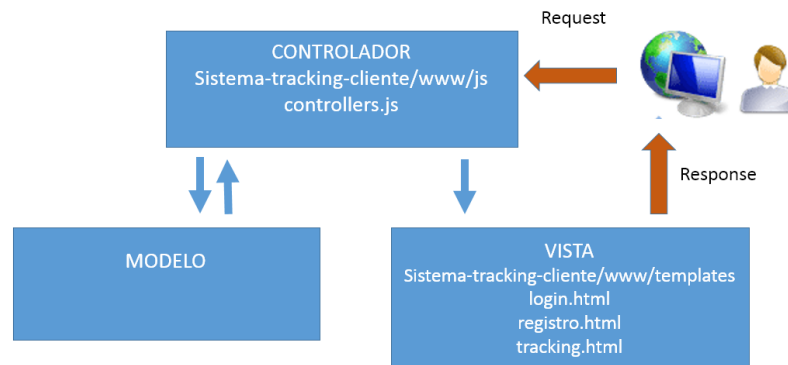 Request
CONTROLADOR
Sistema-tracking-cliente/www/js
controllers.js
Response
MODELO
VISTA
Sistema-tracking-cliente/www/templates
login.html
registro.html
tracking.html